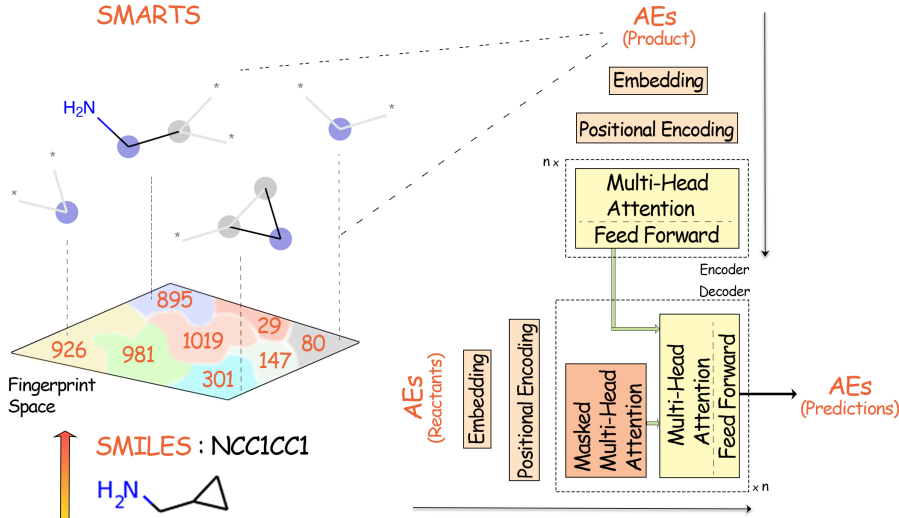 SMARTS
H₂N
*
*
*
*
*
*
*
895
29
1019
80
926
981
147
301
Fingerprint
Space
SMILES : NCC1CC1
H₂N
AEs
(Product)
Embedding
Positional Encoding
n x
Multi-Head
Attention
Feed Forward
Encoder
Decoder
AEs
(Reactants)
Embedding
Positional Encoding
Masked
Multi-Head
Attention
Multi-Head
Attention
Feed Forward
x n
AEs
(Predictions)